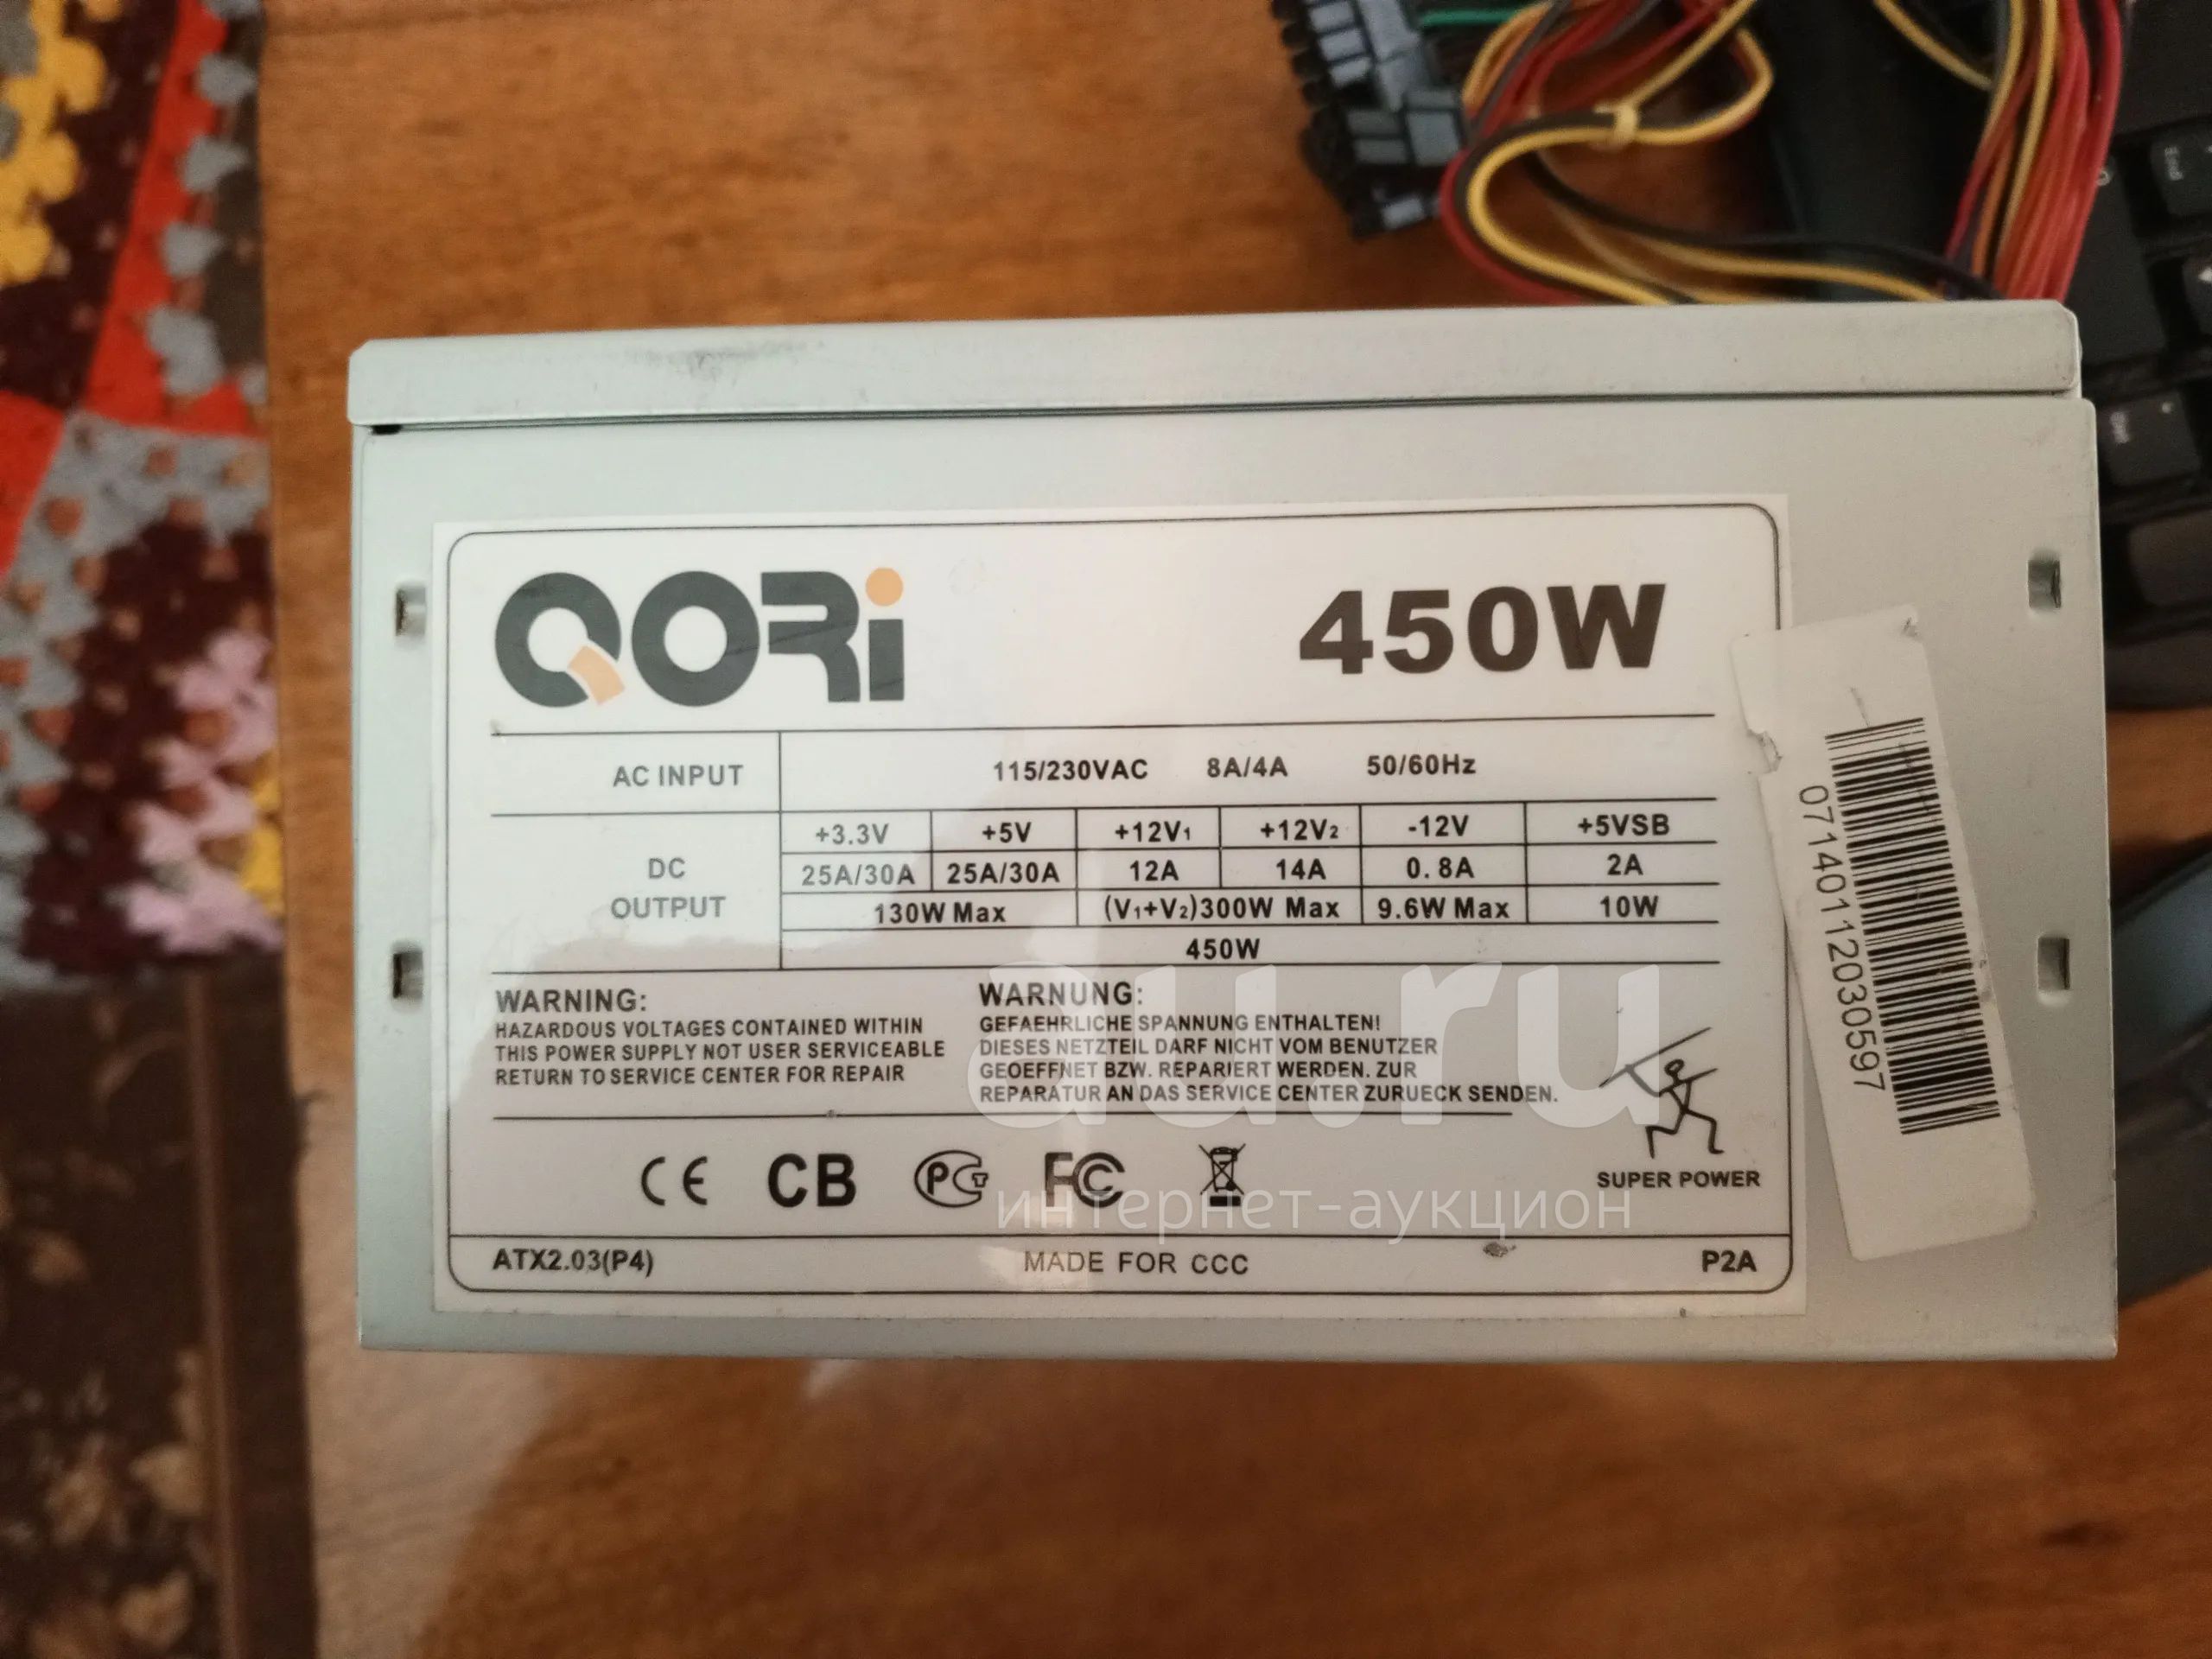 QORi 450W
AC INPUT 115/230VAC 8A/4A 50/60Hz
DC OUTPUT
+3.3V +5V +12V1 +12V2 -12V +5VSB
25A/30A 25A/30A 12A 14A 0.8A 2A
130W Max (V1+V2)300W Max 9.6W Max 10W
450W
WARNING:
HAZARDOUS VOLTAGES CONTAINED WITHIN
THIS POWER SUPPLY NOT USER SERVICEABLE
RETURN TO SERVICE CENTER FOR REPAIR
WARNUNG:
GEFAEHRLICHE SPANNUNG ENTHALTEN!
DIESES NETZTEIL DARF NICHT VOM BENUTZER
GEOEFFNET BZW. REPARIERT WERDEN. ZUR
REPARATUR AN DAS SERVICE CENTER ZURUECK SENDEN.
CE CB PCT FC
SUPER POWER
ATX2.03(P4) MADE FOR CCC P2A
07140112030597
au.ru
интернет-аукцион
End